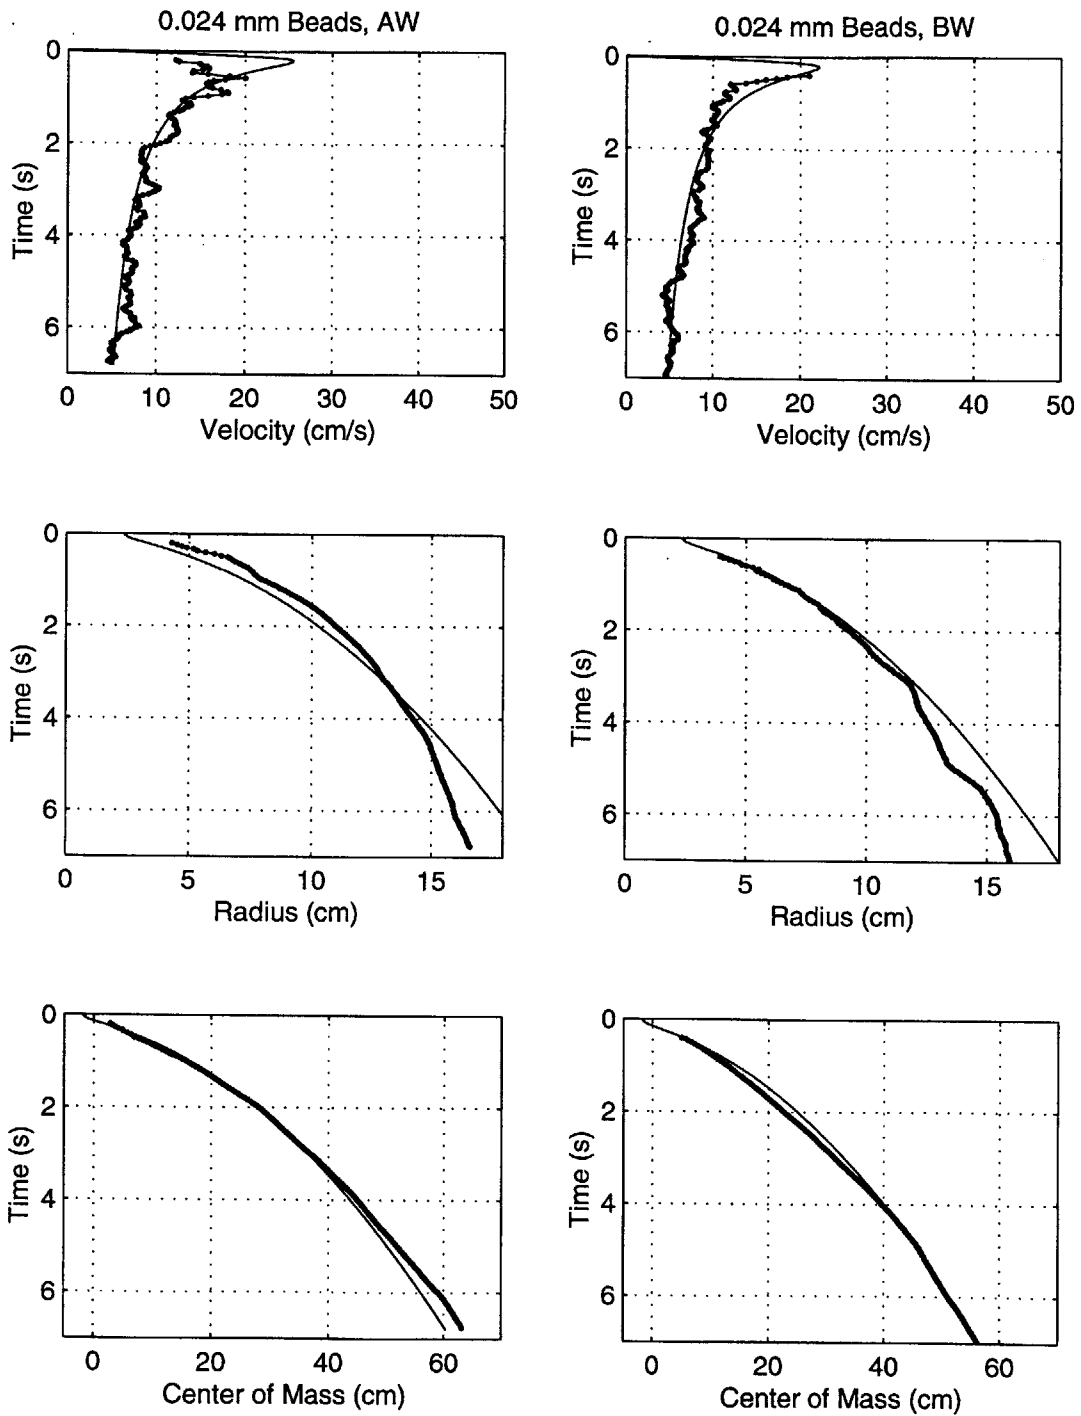 0.024 mm Beads, AW
0
2
4
6
Time (s)
0 10 20 30 40 50
Velocity (cm/s)
0.024 mm Beads, BW
0
2
4
6
Time (s)
0 10 20 30 40 50
Velocity (cm/s)
0
2
4
6
Time (s)
0 5 10 15
Radius (cm)
0
2
4
6
Time (s)
0 5 10 15
Radius (cm)
0
2
4
6
Time (s)
0 20 40 60
Center of Mass (cm)
0
2
4
6
Time (s)
0 20 40 60
Center of Mass (cm)